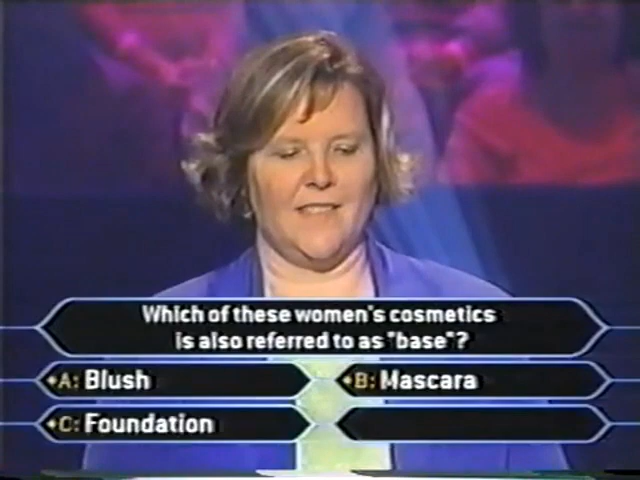 Which of these women's cosmetics
is also referred to as "base"?
A: Blush
B: Mascara
C: Foundation